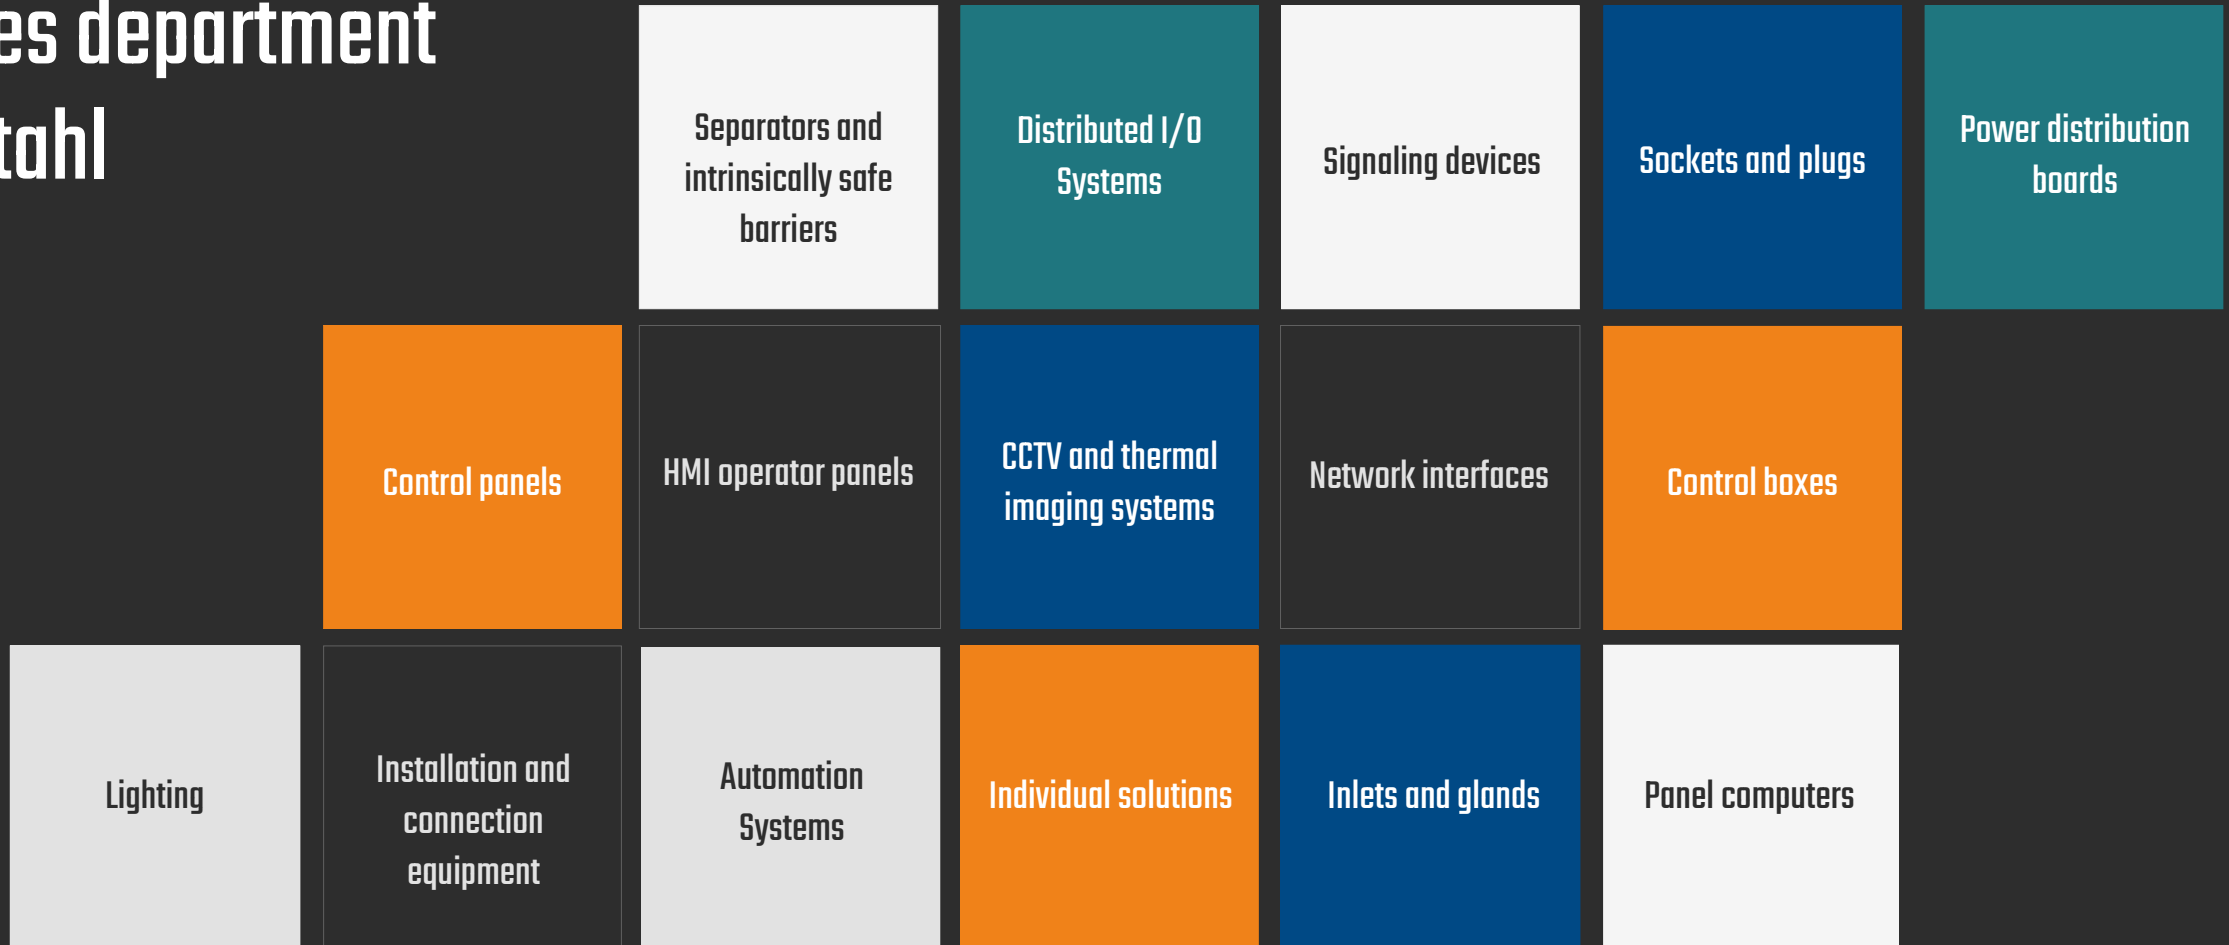 es department
tahl
Separators and
intrinsically safe
barriers
Distributed I/O
Systems
Signaling devices
Sockets and plugs
Power distribution
boards
Control panels
HMI operator panels
CCTV and thermal
imaging systems
Network interfaces
Control boxes
Lighting
Installation and
connection
equipment
Automation
Systems
Individual solutions
Inlets and glands
Panel computers